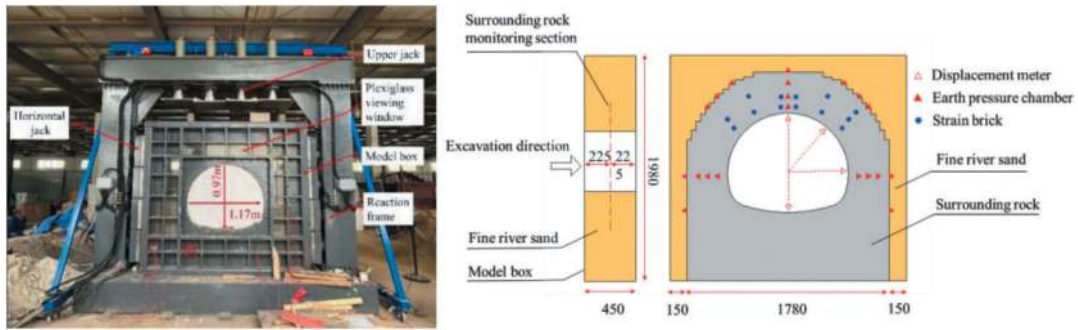 Upper jack
Plexiglass
viewing
window
Horizontal
jack
Model box
0.97m
1.17m
Reaction
frame
Surrounding rock
monitoring section
Excavation direction
225 22
5
1980
Fine river sand
Model box
450
Displacement meter
Earth pressure chamber
Strain brick
Fine river sand
Surrounding rock
150
1780
150